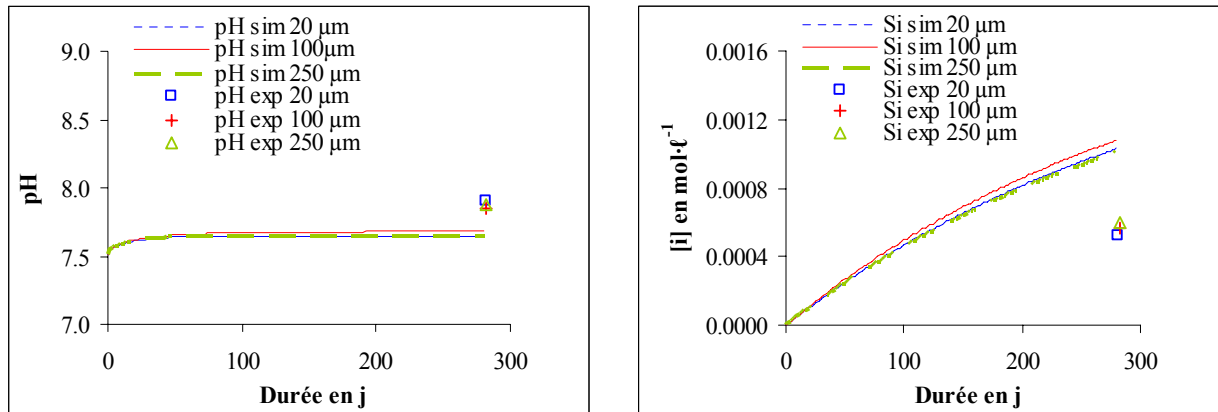 pH sim 20 μm
pH sim 100μm
pH sim 250 μm
pH exp 20 μm
pH exp 100 μm
pH exp 250 μm
9.0
8.5
8.0
7.5
7.0
pH
0 100 200 300
Durée en j
Si sim 20 μm
Si sim 100 μm
Si sim 250 μm
Si exp 20 μm
Si exp 100 μm
Si exp 250 μm
0.0016
0.0012
0.0008
0.0004
0.0000
[i] en mol·ℓ⁻¹
0 100 200 300
Durée en j